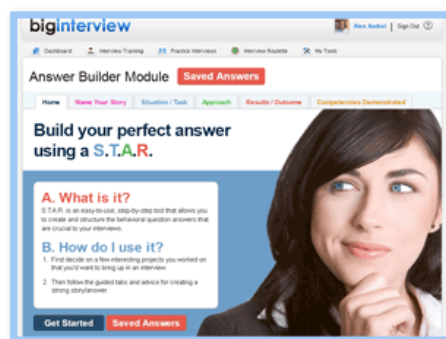 biginterview
Alex Andrei | Sign Out
Dashboard Interview Training Practice Interviews Interview Roulette My Tools
Answer Builder Module Saved Answers
Home Name Your Story Situation / Task Approach Results / Outcome Competencies Demonstrated
Build your perfect answer
using a S.T.A.R.
A. What is it?
S.T.A.R. is an easy-to-use, step-by-step tool that allows you
to create and structure the behavioral question answers that
are crucial to your interviews.
B. How do I use it?
1. First decide on a few interesting projects you worked on
that you'd want to bring up in an interview.
2. Then follow the guided tabs and advice for creating a
strong story/answer.
Get Started Saved Answers